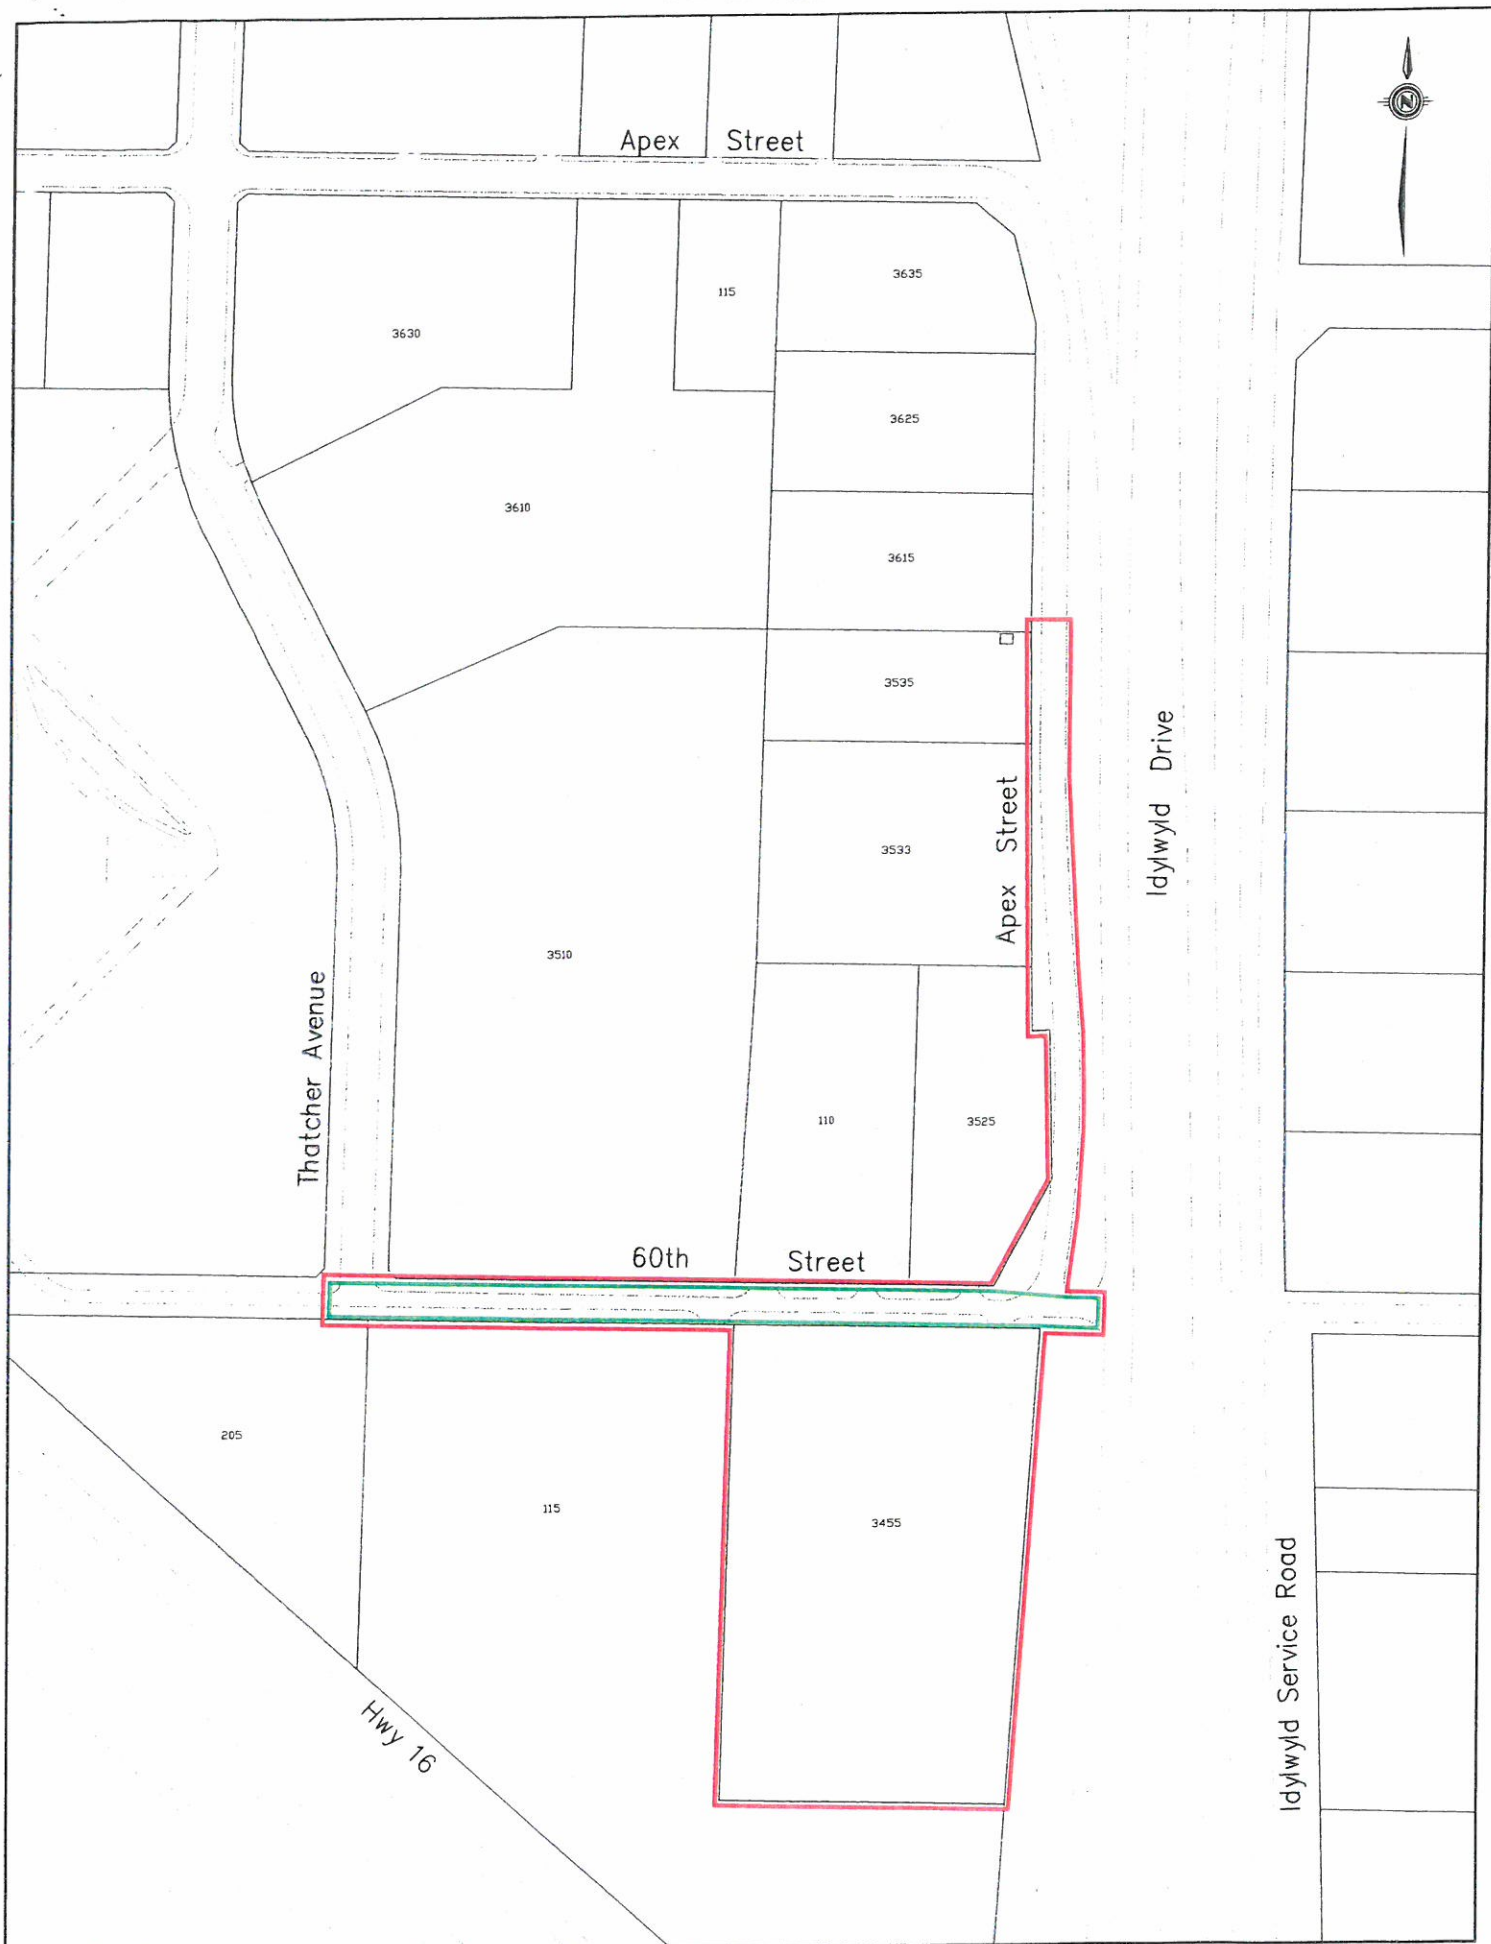 N
Apex Street
3635
115
3630
3625
3610
3615
3535
Idylwyld Drive
Apex Street
3533
3510
Thatcher Avenue
110
3525
60th Street
205
115
3455
Idylwyld Service Road
Hwy 16